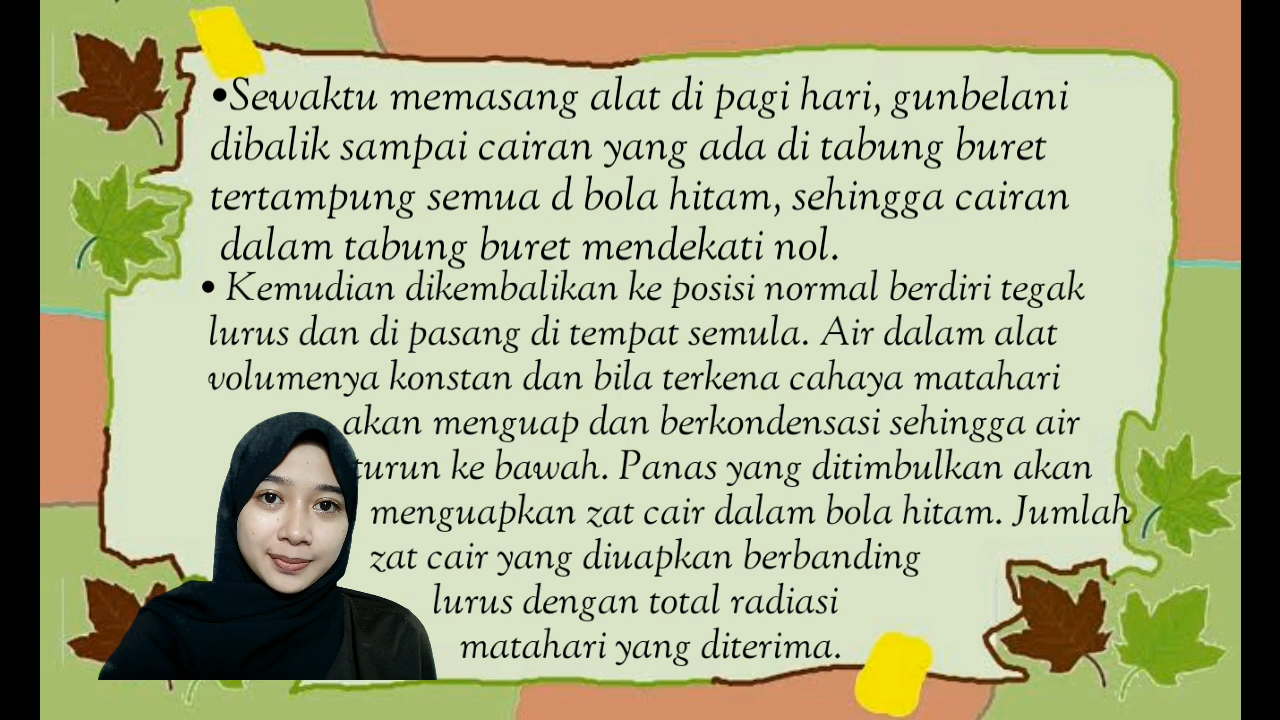 •Sewaktu memasang alat di pagi hari, gunbelani
dibalik sampai cairan yang ada di tabung buret
tertampung semua d bola hitam, sehingga cairan
dalam tabung buret mendekati nol.
• Kemudian dikembalikan ke posisi normal berdiri tegak
lurus dan di pasang di tempat semula. Air dalam alat
volumenya konstan dan bila terkena cahaya matahari
akan menguap dan berkondensasi sehingga air
turun ke bawah. Panas yang ditimbulkan akan
menguapkan zat cair dalam bola hitam. Jumlah
zat cair yang diuapkan berbanding
lurus dengan total radiasi
matahari yang diterima.